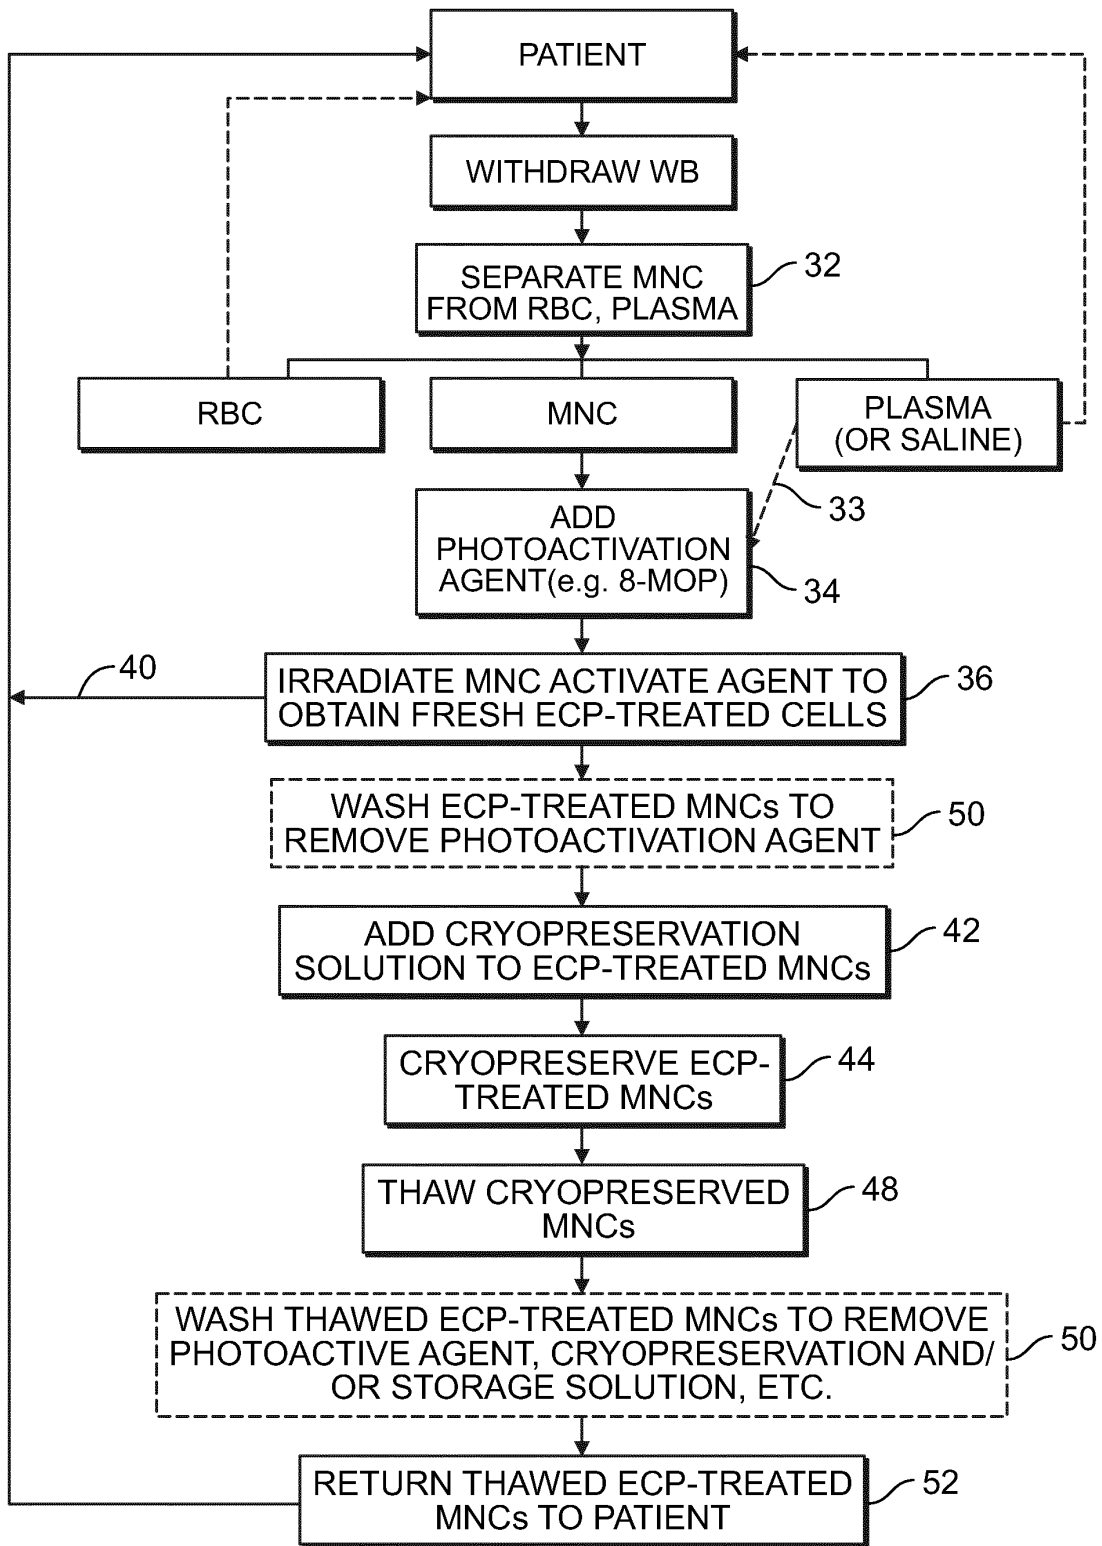 PATIENT
WITHDRAW WB
SEPARATE MNC
FROM RBC, PLASMA
32
RBC
MNC
PLASMA
(OR SALINE)
33
ADD
PHOTOACTIVATION
AGENT(e.g. 8-MOP)
34
40
IRRADIATE MNC ACTIVATE AGENT TO
OBTAIN FRESH ECP-TREATED CELLS
36
WASH ECP-TREATED MNCs TO
REMOVE PHOTOACTIVATION AGENT
50
ADD CRYOPRESERVATION
SOLUTION TO ECP-TREATED MNCs
42
CRYOPRESERVE ECP-
TREATED MNCs
44
THAW CRYOPRESERVED
MNCs
48
WASH THAWED ECP-TREATED MNCs TO REMOVE
PHOTOACTIVE AGENT, CRYOPRESERVATION AND/
OR STORAGE SOLUTION, ETC.
50
RETURN THAWED ECP-TREATED
MNCs TO PATIENT
52